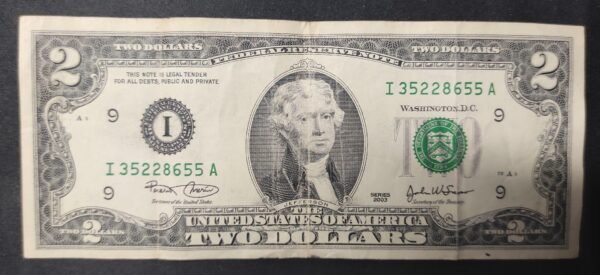 2
TWO DOLLARS
FEDERAL RESERVE NOTE
TWO DOLLARS
2
THIS NOTE IS LEGAL TENDER
FOR ALL DEBTS, PUBLIC AND PRIVATE
I 35228655 A
WASHINGTON, D.C.
9
9
I
TWO
I 35228655 A
9
9
Treasurer of the United States.
JEFFERSON
SERIES
2003
Secretary of the Treasury.
THE
UNITED STATES OF AMERICA
2
TWO DOLLARS
2